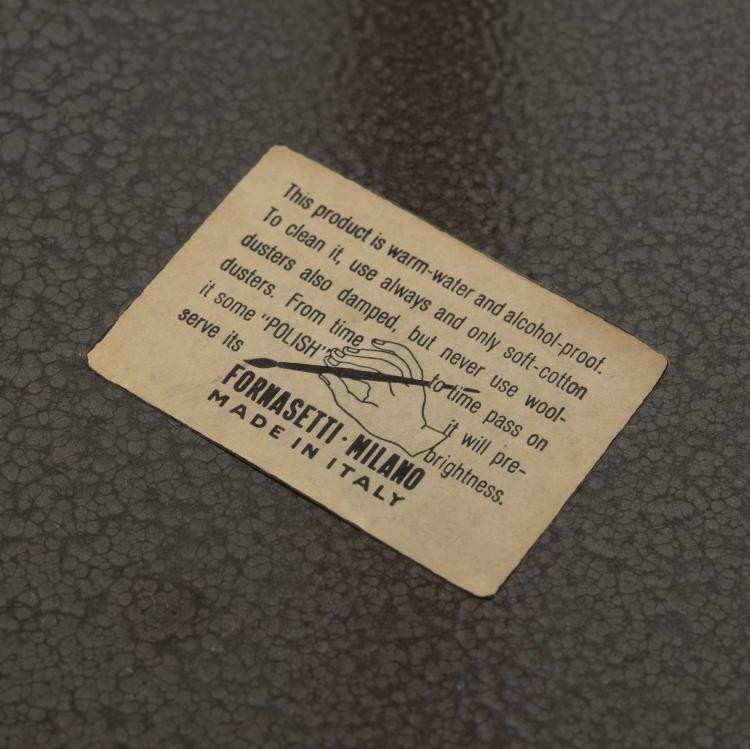 This product is warm-water and alcohol-proof.
To clean it, use always and only soft-cotton
dusters also damped, but never use wool-
dusters. From time to time pass on
it some "POLISH" it will pre-
serve its brightness.
FORNASETTI · MILANO
MADE IN ITALY